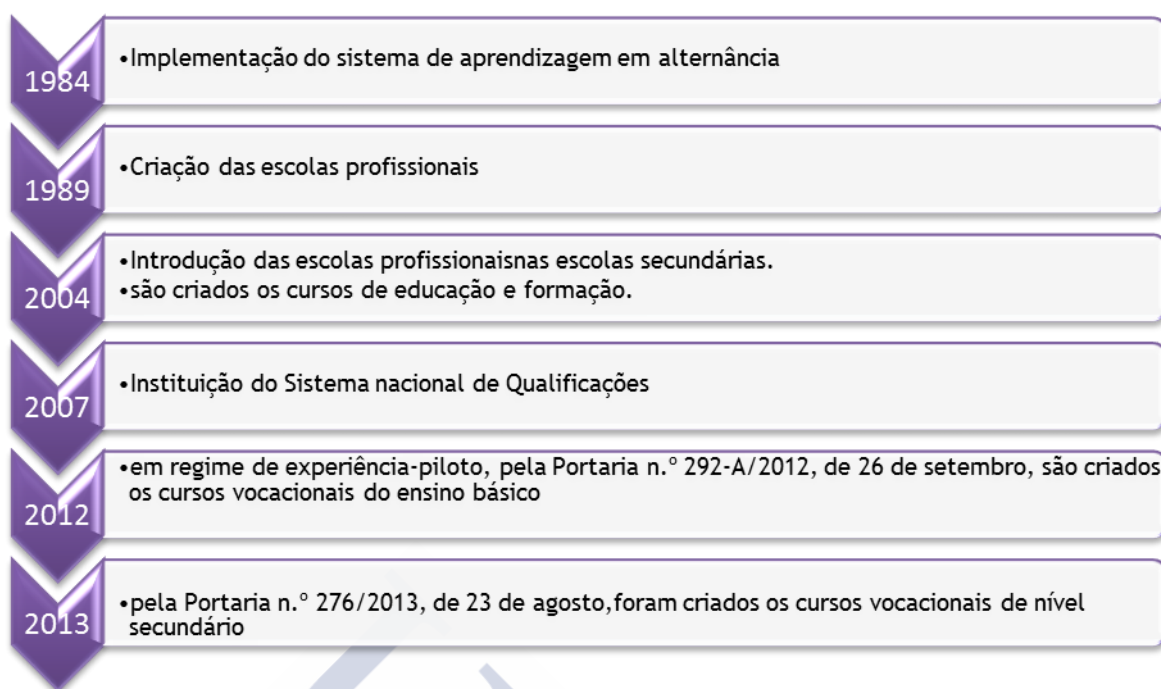 1984
•Implementação do sistema de aprendizagem em alternância
1989
•Criação das escolas profissionais
2004
•Introdução das escolas profissionaisnas escolas secundárias.
•são criados os cursos de educação e formação.
2007
•Instituição do Sistema nacional de Qualificações
2012
•em regime de experiência-piloto, pela Portaria n.º 292-A/2012, de 26 de setembro, são criados
os cursos vocacionais do ensino básico
2013
•pela Portaria n.º 276/2013, de 23 de agosto,foram criados os cursos vocacionais de nível
secundário